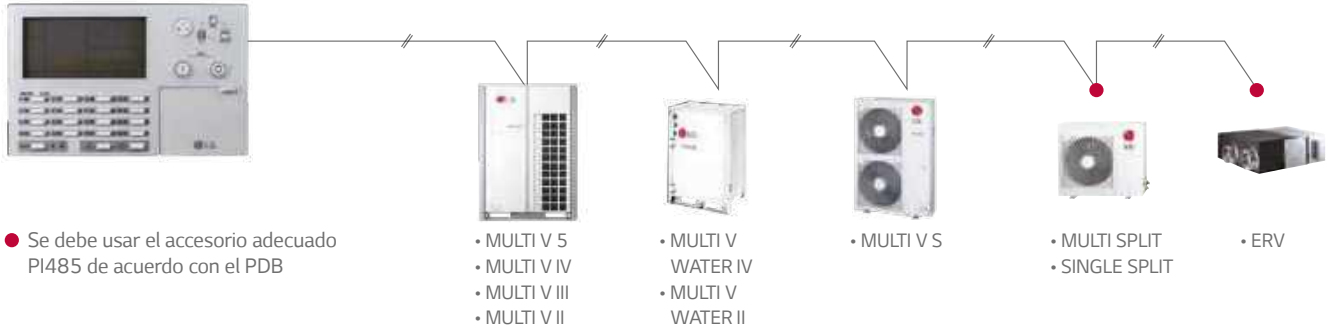 Se debe usar el accesorio adecuado
PI485 de acuerdo con el PDB
• MULTI V 5
• MULTI V IV
• MULTI V III
• MULTI V II
• MULTI V
WATER IV
• MULTI V
WATER II
• MULTI V S
• MULTI SPLIT
• SINGLE SPLIT
• ERV
LG